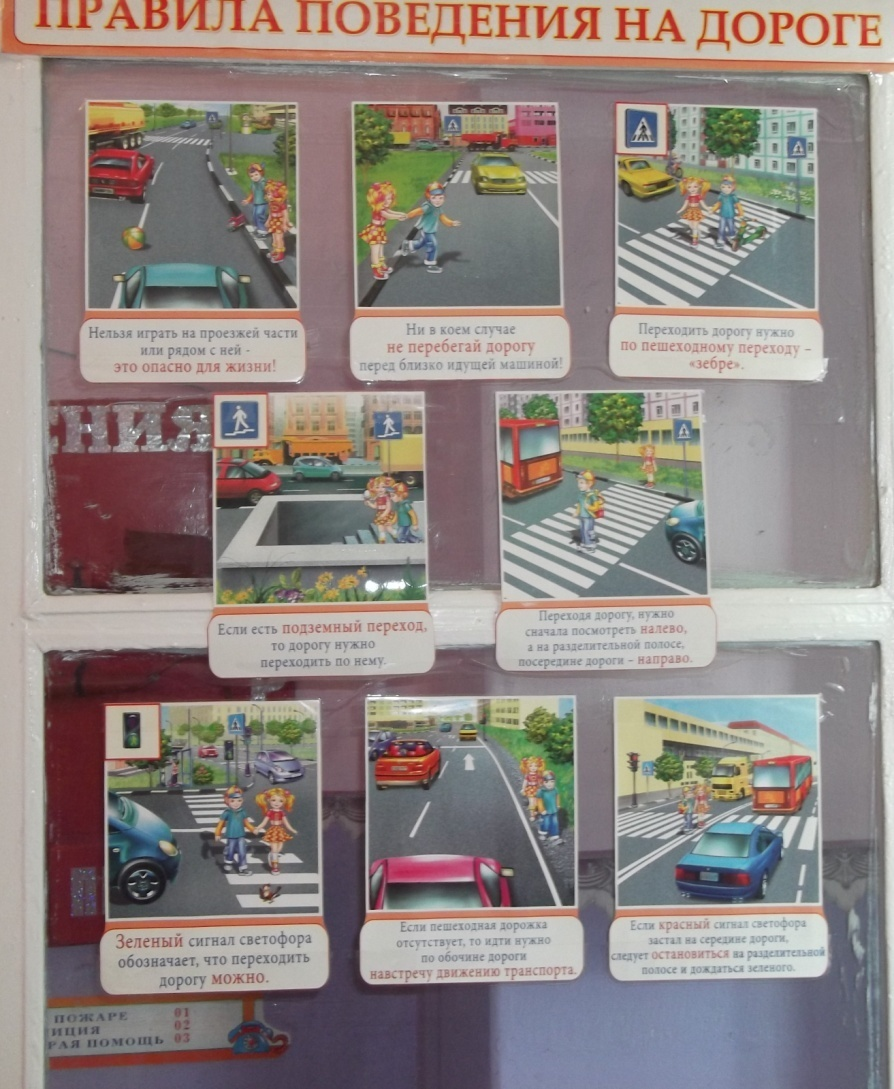 ПРАВИЛА ПОВЕДЕНИЯ НА ДОРОГЕ
Нельзя играть на проезжей части
или рядом с ней -
это опасно для жизни!
Ни в коем случае
не перебегай дорогу
перед близко идущей машиной!
Переходить дорогу нужно
по пешеходному переходу –
«зебре».
ЕНИЯ
Если есть подземный переход,
то дорогу нужно
переходить по нему.
Переходя дорогу, нужно
сначала посмотреть налево,
а на разделительной полосе,
посередине дороги – направо.
Зеленый сигнал светофора
обозначает, что переходить
дорогу можно.
Если пешеходная дорожка
отсутствует, то идти нужно
по обочине дороги
навстречу движению транспорта.
Если красный сигнал светофора
застал на середине дороги,
следует остановиться на разделительной
полосе и дождаться зеленого.
ПОЖАРЕ 01
ИЦИЯ 02
РАЯ ПОМОЩЬ 03